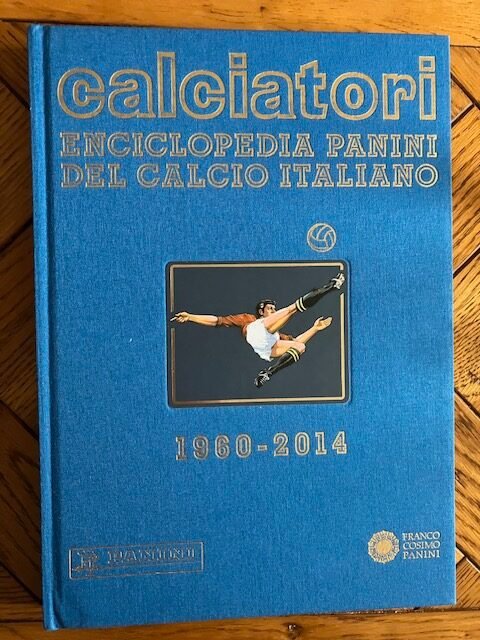 calciatori
ENCICLOPEDIA PANINI
DEL CALCIO ITALIANO
1960-2014
PANINI
FRANCO
COSIMO
PANINI